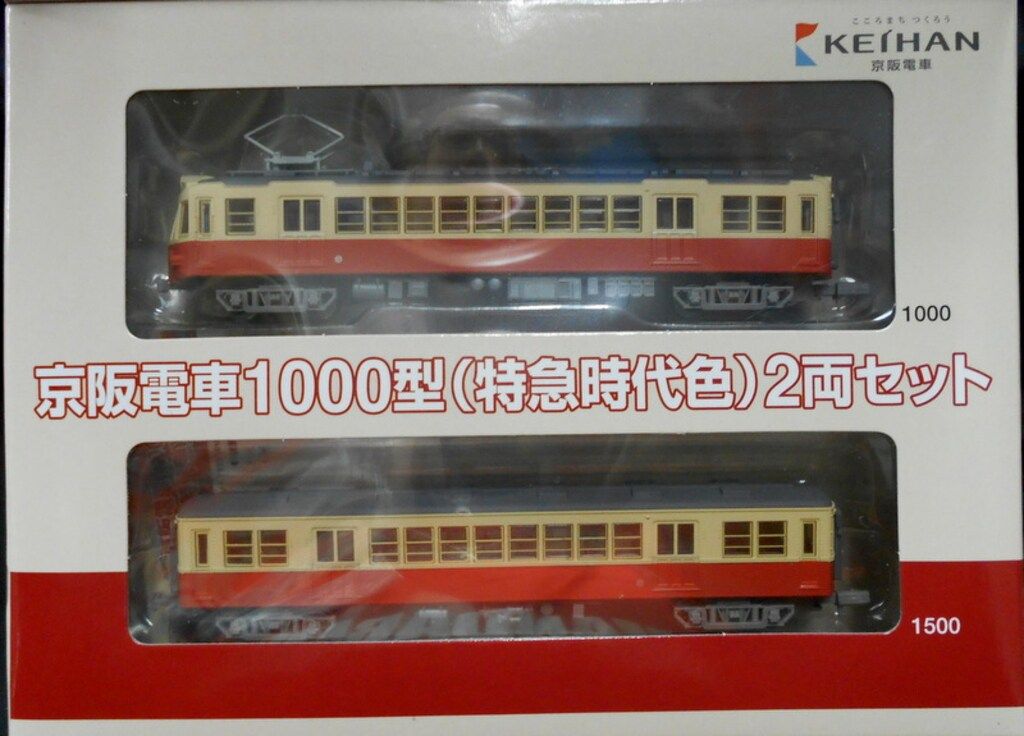 こころまち つくろう
KEIHAN
京阪電車
1000
京阪電車1000型(特急時代色)2両セット
1500